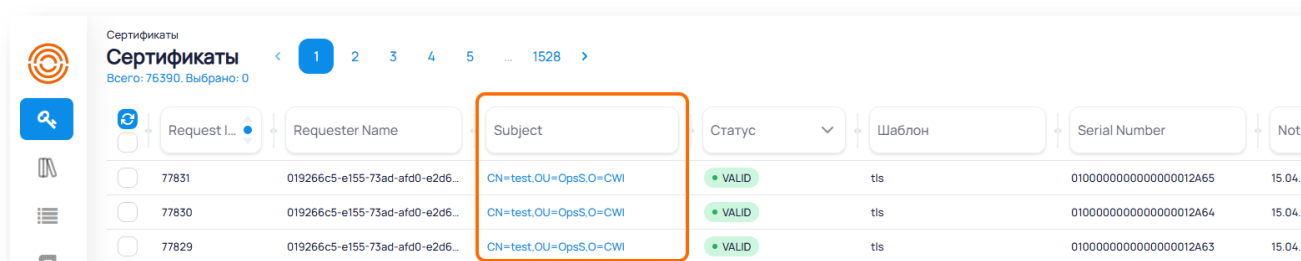 Сертификаты
Сертификаты < 1 2 3 4 5 ... 1528 >
Всего: 76390. Выбрано: 0
Request I... Requester Name Subject Статус Шаблон Serial Number Not
77831 019266c5-e155-73ad-afd0-e2d6... CN=test,OU=OpsS,O=CWI VALID tls 0100000000000000012A65 15.04.
77830 019266c5-e155-73ad-afd0-e2d6... CN=test,OU=OpsS,O=CWI VALID tls 0100000000000000012A64 15.04.
77829 019266c5-e155-73ad-afd0-e2d6... CN=test,OU=OpsS,O=CWI VALID tls 0100000000000000012A63 15.04.